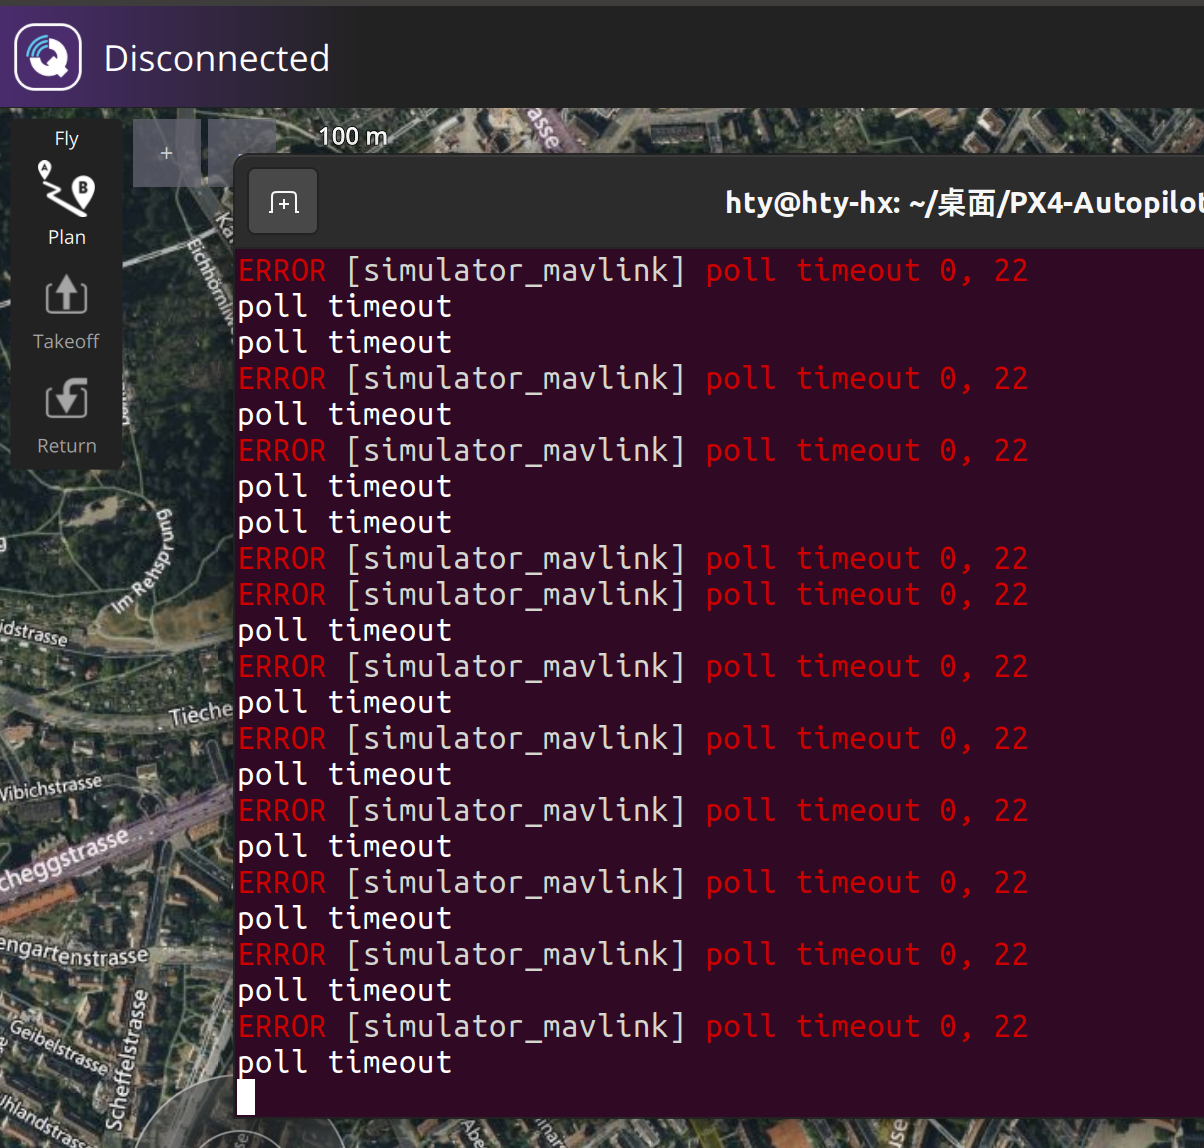 Disconnected
Fly
100 m
Plan
Takeoff
Return
hty@hty-hx: ~/桌面/PX4-Autopilot
ERROR [simulator_mavlink] poll timeout 0, 22
poll timeout
poll timeout
ERROR [simulator_mavlink] poll timeout 0, 22
poll timeout
ERROR [simulator_mavlink] poll timeout 0, 22
poll timeout
poll timeout
ERROR [simulator_mavlink] poll timeout 0, 22
ERROR [simulator_mavlink] poll timeout 0, 22
poll timeout
ERROR [simulator_mavlink] poll timeout 0, 22
poll timeout
ERROR [simulator_mavlink] poll timeout 0, 22
poll timeout
ERROR [simulator_mavlink] poll timeout 0, 22
poll timeout
ERROR [simulator_mavlink] poll timeout 0, 22
poll timeout
ERROR [simulator_mavlink] poll timeout 0, 22
poll timeout
ERROR [simulator_mavlink] poll timeout 0, 22
poll timeout
A
B
asse
Im Rehsprung
idstrasse
Tièche
Wibichstrasse
cheggstrasse
engartenstrasse
Geibelstrasse
Scheffelstrasse
uhlandstrasse